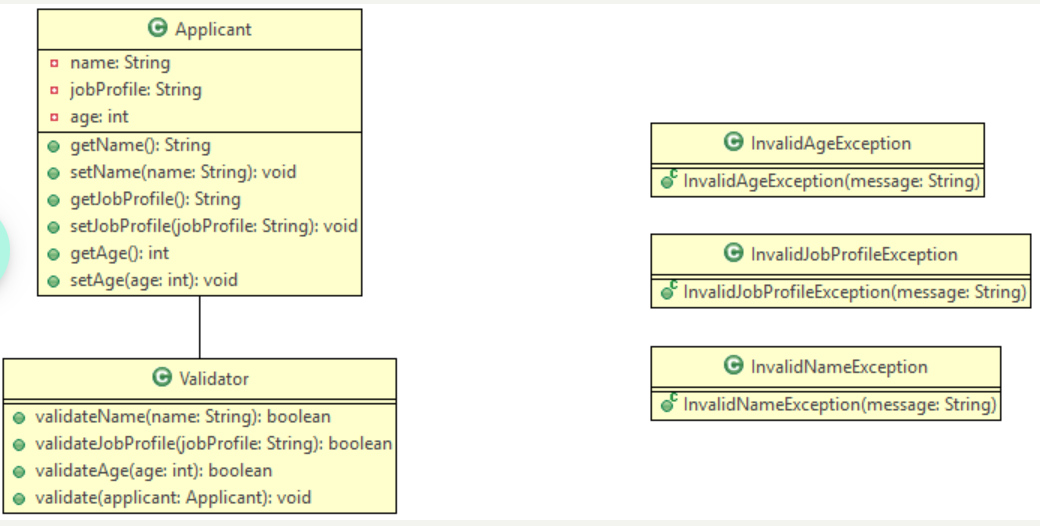 C Applicant
name: String
jobProfile: String
age: int
getName(): String
setName(name: String): void
getJobProfile(): String
setJobProfile(jobProfile: String): void
getAge(): int
setAge(age: int): void
C Validator
validateName(name: String): boolean
validateJobProfile(jobProfile: String): boolean
validateAge(age: int): boolean
validate(applicant: Applicant): void
C InvalidAgeException
C InvalidAgeException(message: String)
C InvalidJobProfileException
C InvalidJobProfileException(message: String)
C InvalidNameException
C InvalidNameException(message: String)